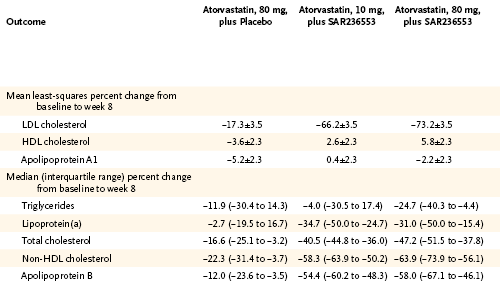 Outcome Atorvastatin, 80 mg, plus Placebo Atorvastatin, 10 mg, plus SAR236553 Atorvastatin, 80 mg, plus SAR236553
Mean least-squares percent change from
baseline to week 8
LDL cholesterol −17.3±3.5 −66.2±3.5 −73.2±3.5
HDL cholesterol −3.6±2.3 2.6±2.3 5.8±2.3
Apolipoprotein A1 −5.2±2.3 0.4±2.3 −2.2±2.3
Median (interquartile range) percent change
from baseline to week 8
Triglycerides −11.9 (−30.4 to 14.3) −4.0 (−30.5 to 17.4) −24.7 (−40.3 to −4.4)
Lipoprotein(a) −2.7 (−19.5 to 16.7) −34.7 (−50.0 to −24.7) −31.0 (−50.0 to −15.4)
Total cholesterol −16.6 (−25.1 to −3.2) −40.5 (−44.8 to −36.0) −47.2 (−51.5 to −37.8)
Non-HDL cholesterol −22.3 (−31.4 to −3.7) −58.3 (−63.9 to −50.2) −63.9 (−73.9 to −56.1)
Apolipoprotein B −12.0 (−23.6 to −3.5) −54.4 (−60.2 to −48.3) −58.0 (−67.1 to −46.1)